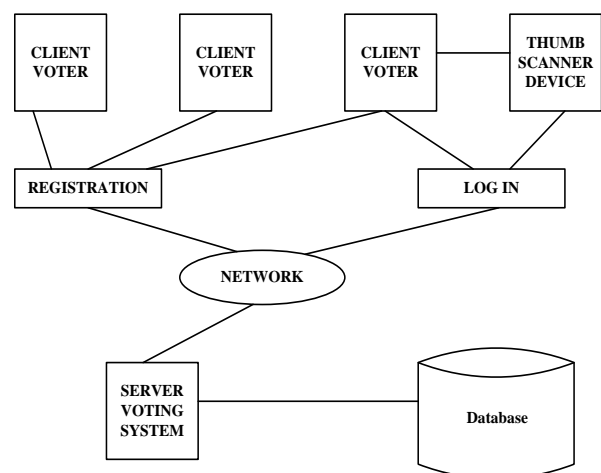 CLIENT
VOTER
CLIENT
VOTER
CLIENT
VOTER
THUMB
SCANNER
DEVICE
REGISTRATION
LOG IN
NETWORK
SERVER
VOTING
SYSTEM
Database